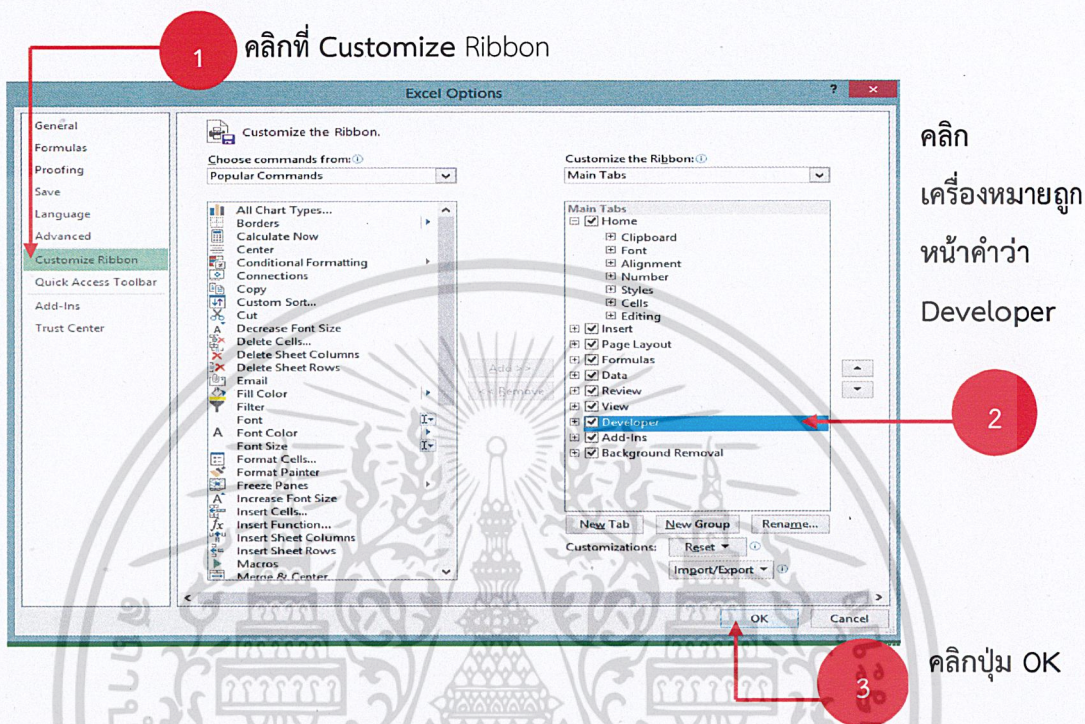 1
คลิกที่ Customize Ribbon
Excel Options
?
General
Formulas
Proofing
Save
Language
Advanced
Customize Ribbon
Quick Access Toolbar
Add-Ins
Trust Center
Customize the Ribbon.
Choose commands from:
Popular Commands
All Chart Types...
Borders
Calculate Now
Center
Conditional Formatting
Connections
Copy
Custom Sort...
Cut
Decrease Font Size
Delete Cells...
Delete Sheet Columns
Delete Sheet Rows
Email
Fill Color
Filter
Font
Font Color
Font Size
Format Cells...
Format Painter
Freeze Panes
Increase Font Size
Insert Cells...
Insert Function...
Insert Sheet Columns
Insert Sheet Rows
Macros
Merge & Center
Add >>
<< Remove
Customize the Ribbon:
Main Tabs
Main Tabs
Home
Clipboard
Font
Alignment
Number
Styles
Cells
Editing
Insert
Page Layout
Formulas
Data
Review
View
Developer
Add-Ins
Background Removal
New Tab
New Group
Rename...
Customizations:
Reset
Import/Export
OK
Cancel
คลิก
เครื่องหมายถูก
หน้าคำว่า
Developer
2
3
คลิกปุ่ม OK